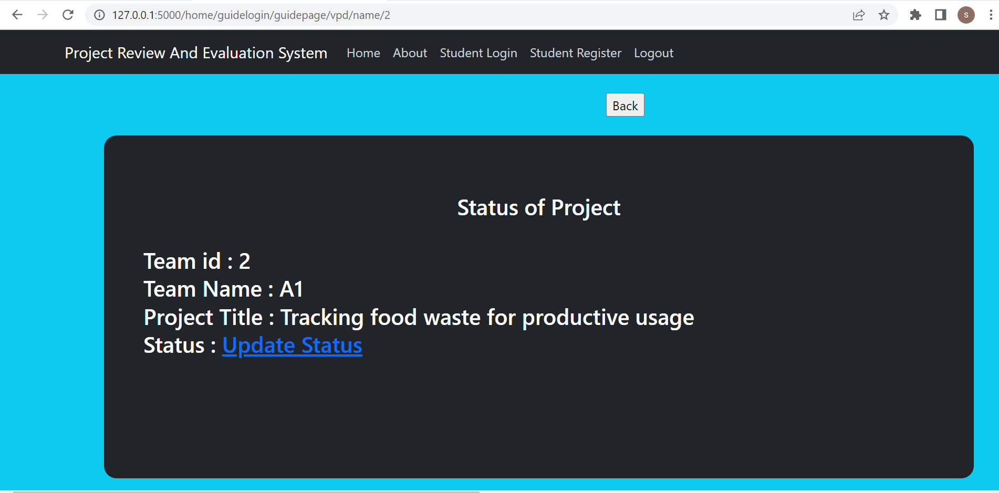 127.0.0.1:5000/home/guidelogin/guidepage/vpd/name/2
S
Project Review And Evaluation System Home About Student Login Student Register Logout
Back
Status of Project
Team id : 2
Team Name : A1
Project Title : Tracking food waste for productive usage
Status : Update Status